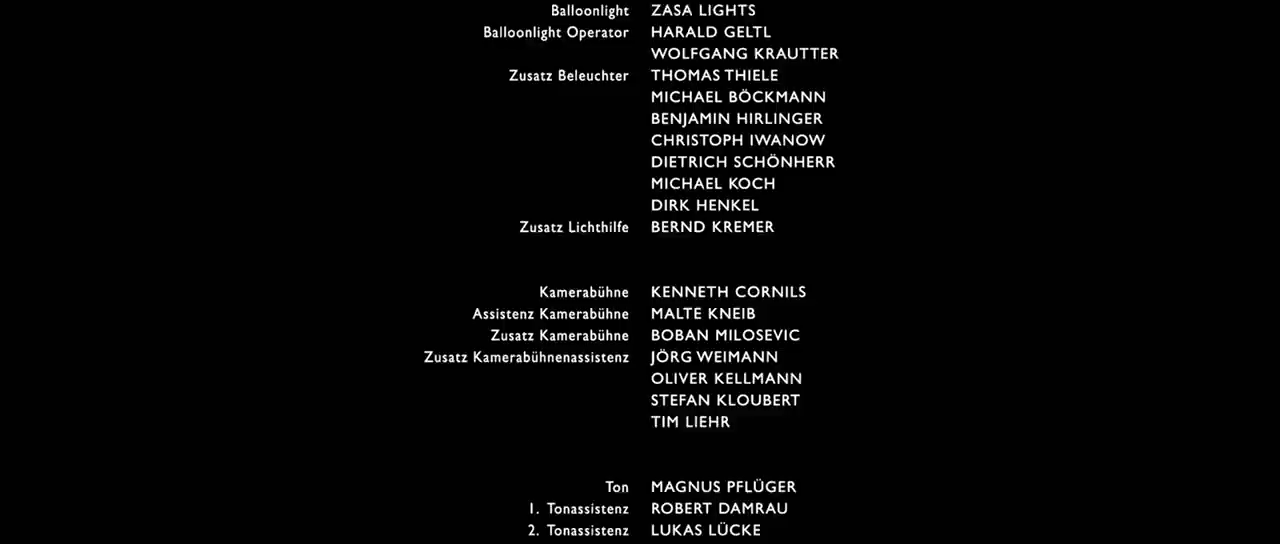 Balloonlight ZASA LIGHTS
Balloonlight Operator HARALD GELTL
WOLFGANG KRAUTTER
Zusatz Beleuchter THOMAS THIELE
MICHAEL BÖCKMANN
BENJAMIN HIRLINGER
CHRISTOPH IWANOW
DIETRICH SCHÖNHERR
MICHAEL KOCH
DIRK HENKEL
Zusatz Lichthilfe BERND KREMER
Kamerabühne KENNETH CORNILS
Assistenz Kamerabühne MALTE KNEIB
Zusatz Kamerabühne BOBAN MILOSEVIC
Zusatz Kamerabühnenassistenz JÖRG WEIMANN
OLIVER KELLMANN
STEFAN KLOUBERT
TIM LIEHR
Ton MAGNUS PFLÜGER
1. Tonassistenz ROBERT DAMRAU
2. Tonassistenz LUKAS LÜCKE